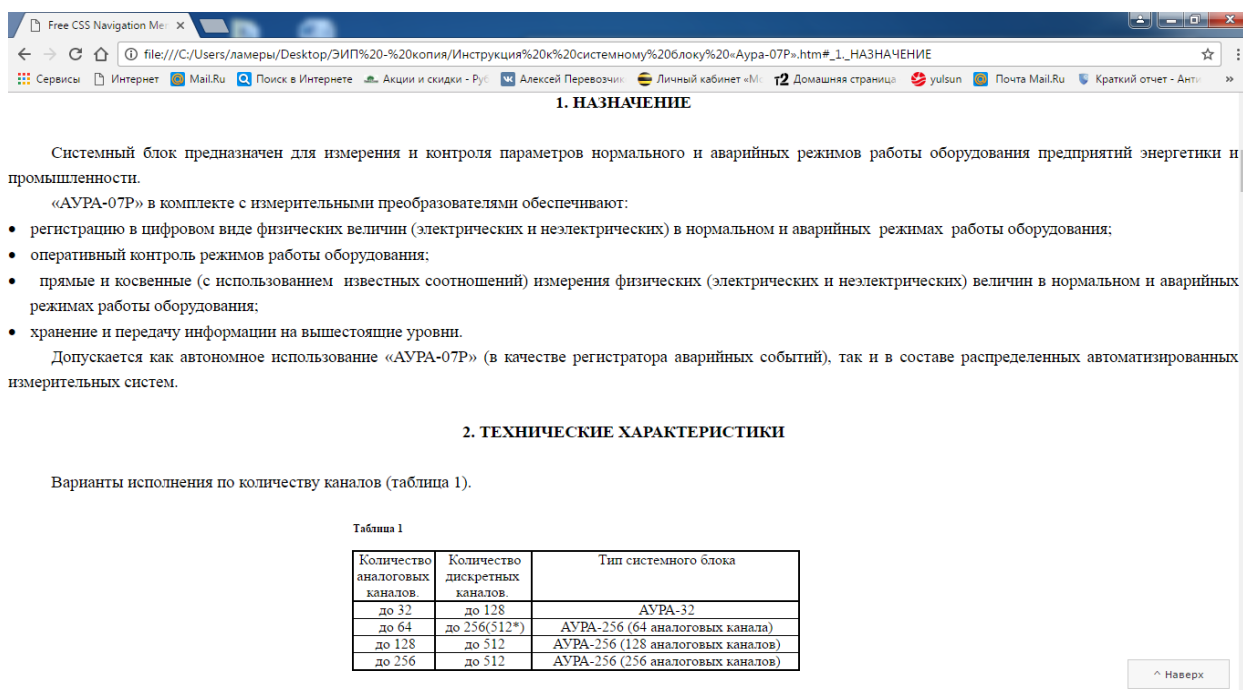 Free CSS Navigation Mer
file:///C:/Users/ламеры/Desktop/ЭИП%20-%20копия/Инструкция%20к%20системному%20блоку%20«Аура-07Р».htm#_1._НАЗНАЧЕНИЕ
Сервисы Интернет Mail.Ru Поиск в Интернете Акции и скидки - Руб Алексей Перевозчик Личный кабинет «Мо Домашняя страница yulsun Почта Mail.Ru Краткий отчет - Анти
1. НАЗНАЧЕНИЕ
Системный блок предназначен для измерения и контроля параметров нормального и аварийных режимов работы оборудования предприятий энергетики и
промышленности.
«АУРА-07Р» в комплекте с измерительными преобразователями обеспечивают:
• регистрацию в цифровом виде физических величин (электрических и неэлектрических) в нормальном и аварийных режимах работы оборудования;
• оперативный контроль режимов работы оборудования;
• прямые и косвенные (с использованием известных соотношений) измерения физических (электрических и неэлектрических) величин в нормальном и аварийных
режимах работы оборудования;
• хранение и передачу информации на вышестоящие уровни.
Допускается как автономное использование «АУРА-07Р» (в качестве регистратора аварийных событий), так и в составе распределенных автоматизированных
измерительных систем.
2. ТЕХНИЧЕСКИЕ ХАРАКТЕРИСТИКИ
Варианты исполнения по количеству каналов (таблица 1).
Таблица 1
Количество Количество Тип системного блока
аналоговых дискретных
каналов. каналов.
до 32 до 128 АУРА-32
до 64 до 256(512*) АУРА-256 (64 аналоговых канала)
до 128 до 512 АУРА-256 (128 аналоговых каналов)
до 256 до 512 АУРА-256 (256 аналоговых каналов)
^ Наверх